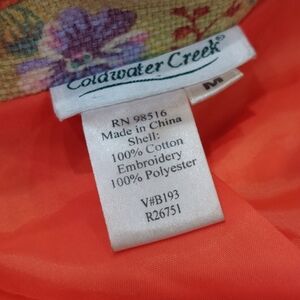 Coldwater Creek®
M
RN 98516
Made in China
Shell:
100% Cotton
Embroidery
100% Polyester
V#B193
R26751